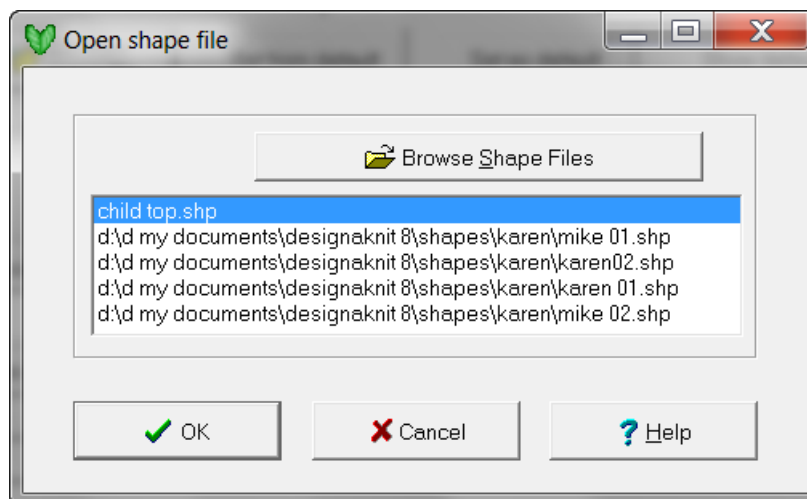 Open shape file
Browse Shape Files
child top.shp
d:\d my documents\designaknit 8\shapes\karen\mike 01.shp
d:\d my documents\designaknit 8\shapes\karen\karen02.shp
d:\d my documents\designaknit 8\shapes\karen\karen 01.shp
d:\d my documents\designaknit 8\shapes\karen\mike 02.shp
OK Cancel Help